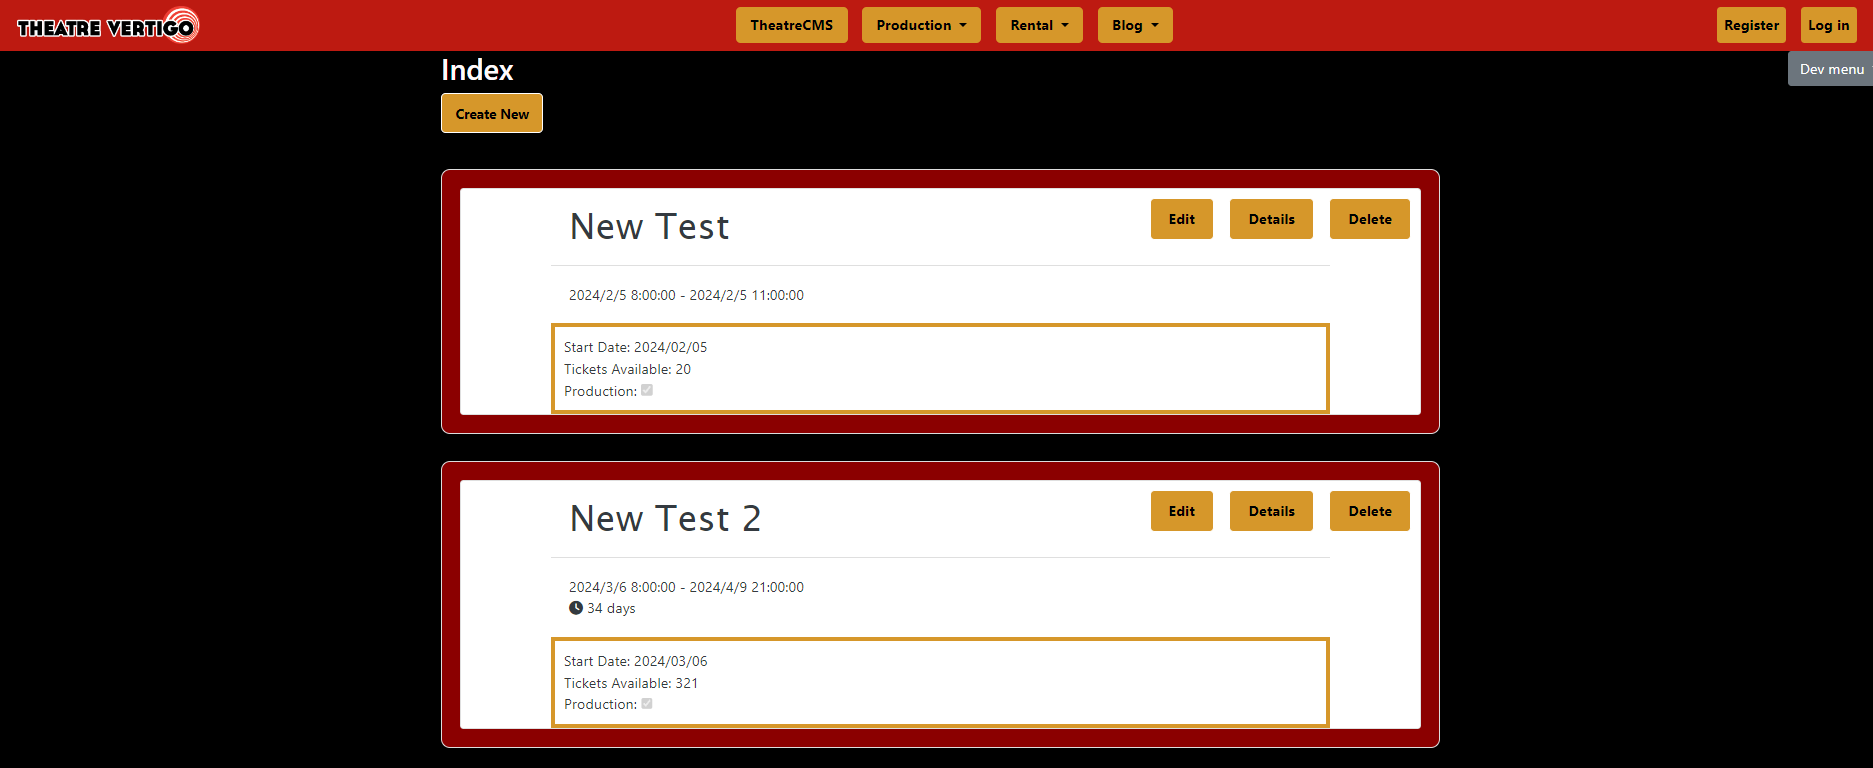 THEATRE VERTIGO
TheatreCMS
Production
Rental
Blog
Register
Log in
Dev menu
Index
Create New
New Test
Edit
Details
Delete
2024/2/5 8:00:00 - 2024/2/5 11:00:00
Start Date: 2024/02/05
Tickets Available: 20
Production:
New Test 2
Edit
Details
Delete
2024/3/6 8:00:00 - 2024/4/9 21:00:00
34 days
Start Date: 2024/03/06
Tickets Available: 321
Production: